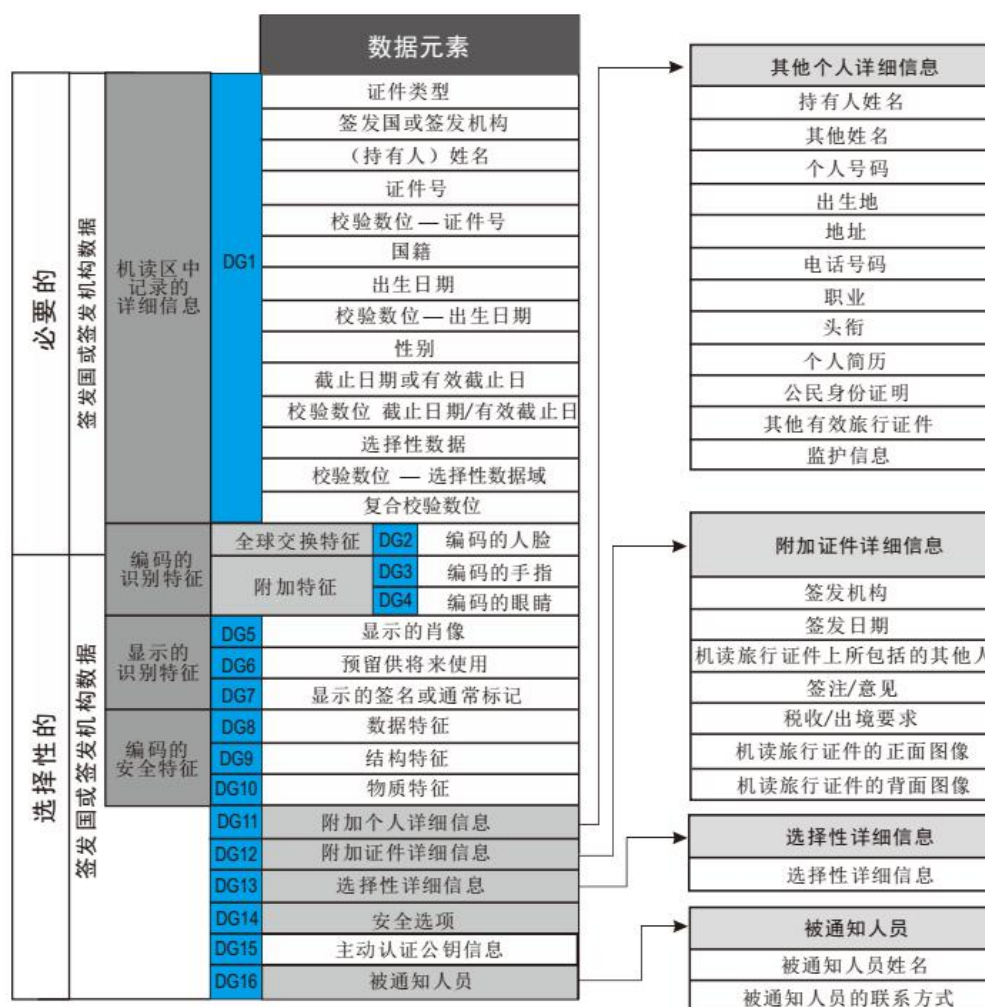 数据元素
必要的
签发国或签发机构数据
机读区中
记录的
详细信息
DG1
证件类型
签发国或签发机构
（持有人）姓名
证件号
校验数位 — 证件号
国籍
出生日期
校验数位 — 出生日期
性别
截止日期或有效截止日
校验数位 截止日期/有效截止日
选择性数据
校验数位 — 选择性数据域
复合校验数位
选择性的
签发国或签发机构数据
编码的
识别特征
全球交换特征
DG2
编码的人脸
附加特征
DG3
编码的手指
DG4
编码的眼睛
显示的
识别特征
DG5
显示的肖像
DG6
预留供将来使用
DG7
显示的签名或通常标记
编码的
安全特征
DG8
数据特征
DG9
结构特征
DG10
物质特征
DG11
附加个人详细信息
DG12
附加证件详细信息
DG13
选择性详细信息
DG14
安全选项
DG15
主动认证公钥信息
DG16
被通知人员
其他个人详细信息
持有人姓名
其他姓名
个人号码
出生地
地址
电话号码
职业
头衔
个人简历
公民身份证明
其他有效旅行证件
监护信息
附加证件详细信息
签发机构
签发日期
机读旅行证件上所包括的其他人
签注/意见
税收/出境要求
机读旅行证件的正面图像
机读旅行证件的背面图像
选择性详细信息
选择性详细信息
被通知人员
被通知人员姓名
被通知人员的联系方式